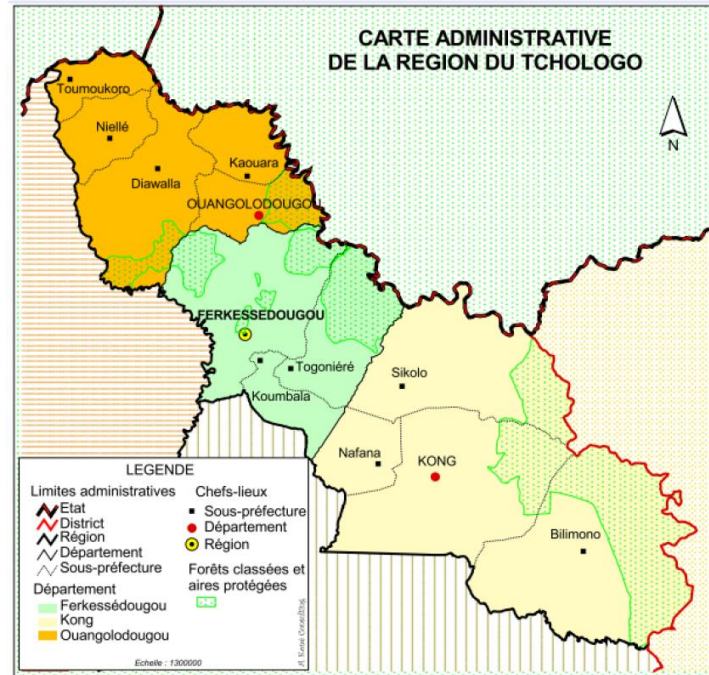 CARTE ADMINISTRATIVE
DE LA REGION DU TCHOLOGO
N
Toumoukoro
Niellé
Diawalla
Kaouara
OUANGOLODOUGOU
FERKESSEDOUGOU
Togoniéré
Koumbala
Sikolo
Nafana
KONG
Bilimono
LEGENDE
Limites administratives
Etat
District
Région
Département
Sous-préfecture
Département
Ferkessédougou
Kong
Ouangolodougou
Chefs-lieux
Sous-préfecture
Département
Région
Forêts classées et
aires protégées
Echelle : 1300000